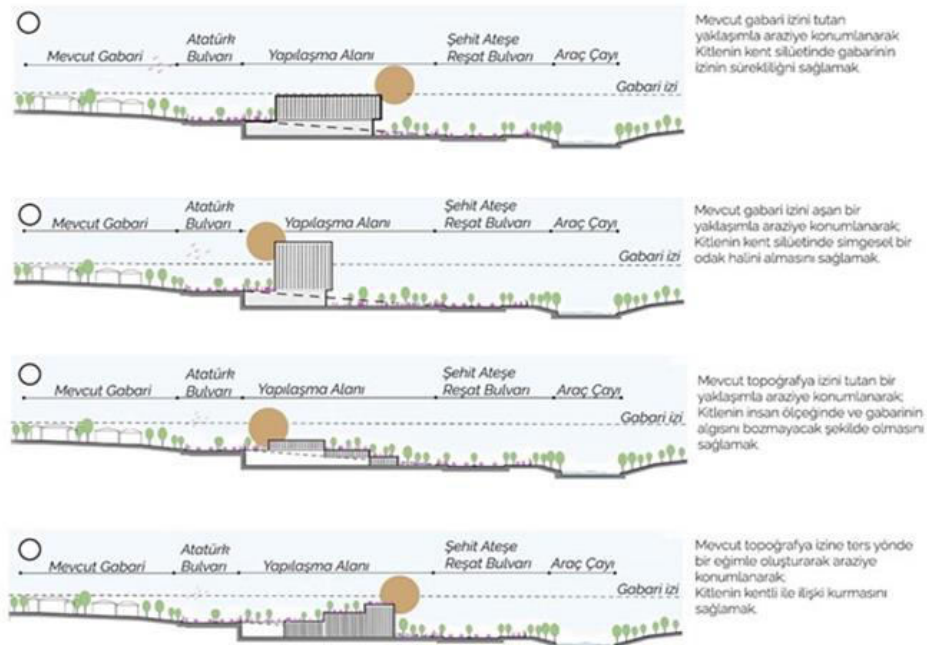 Mevcut Gabari
Atatürk
Bulvarı
Yapılaşma Alanı
Şehit Ateşe
Reşat Bulvarı
Araç Çayı
Gabari izi
Mevcut gabari izini tutan
yaklaşımla araziye konumlanarak
Kitlenin kent silüetinde gabarinin
izinin sürekliliğni sağlamak.
Mevcut Gabari
Atatürk
Bulvarı
Yapılaşma Alanı
Şehit Ateşe
Reşat Bulvarı
Araç Çayı
Gabari izi
Mevcut gabari izini aşan bir
yaklaşımla araziye konumlanarak;
Kitlenin kent silüetinde simgesel bir
odak halini almasını sağlamak.
Mevcut Gabari
Atatürk
Bulvarı
Yapılaşma Alanı
Şehit Ateşe
Reşat Bulvarı
Araç Çayı
Gabari izi
Mevcut topoğrafya izini tutan bir
yaklaşımla araziye konumlanarak;
Kitlenin insan ölçeğinde ve gabarinin
algısını bozmayacak şekilde olmasını
sağlamak.
Mevcut Gabari
Atatürk
Bulvarı
Yapılaşma Alanı
Şehit Ateşe
Reşat Bulvarı
Araç Çayı
Gabari izi
Mevcut topoğrafya izine ters yönde
bir eğimle oluşturarak araziye
konumlanarak;
Kitlenin kentli ile ilişki kurmasını
sağlamak.